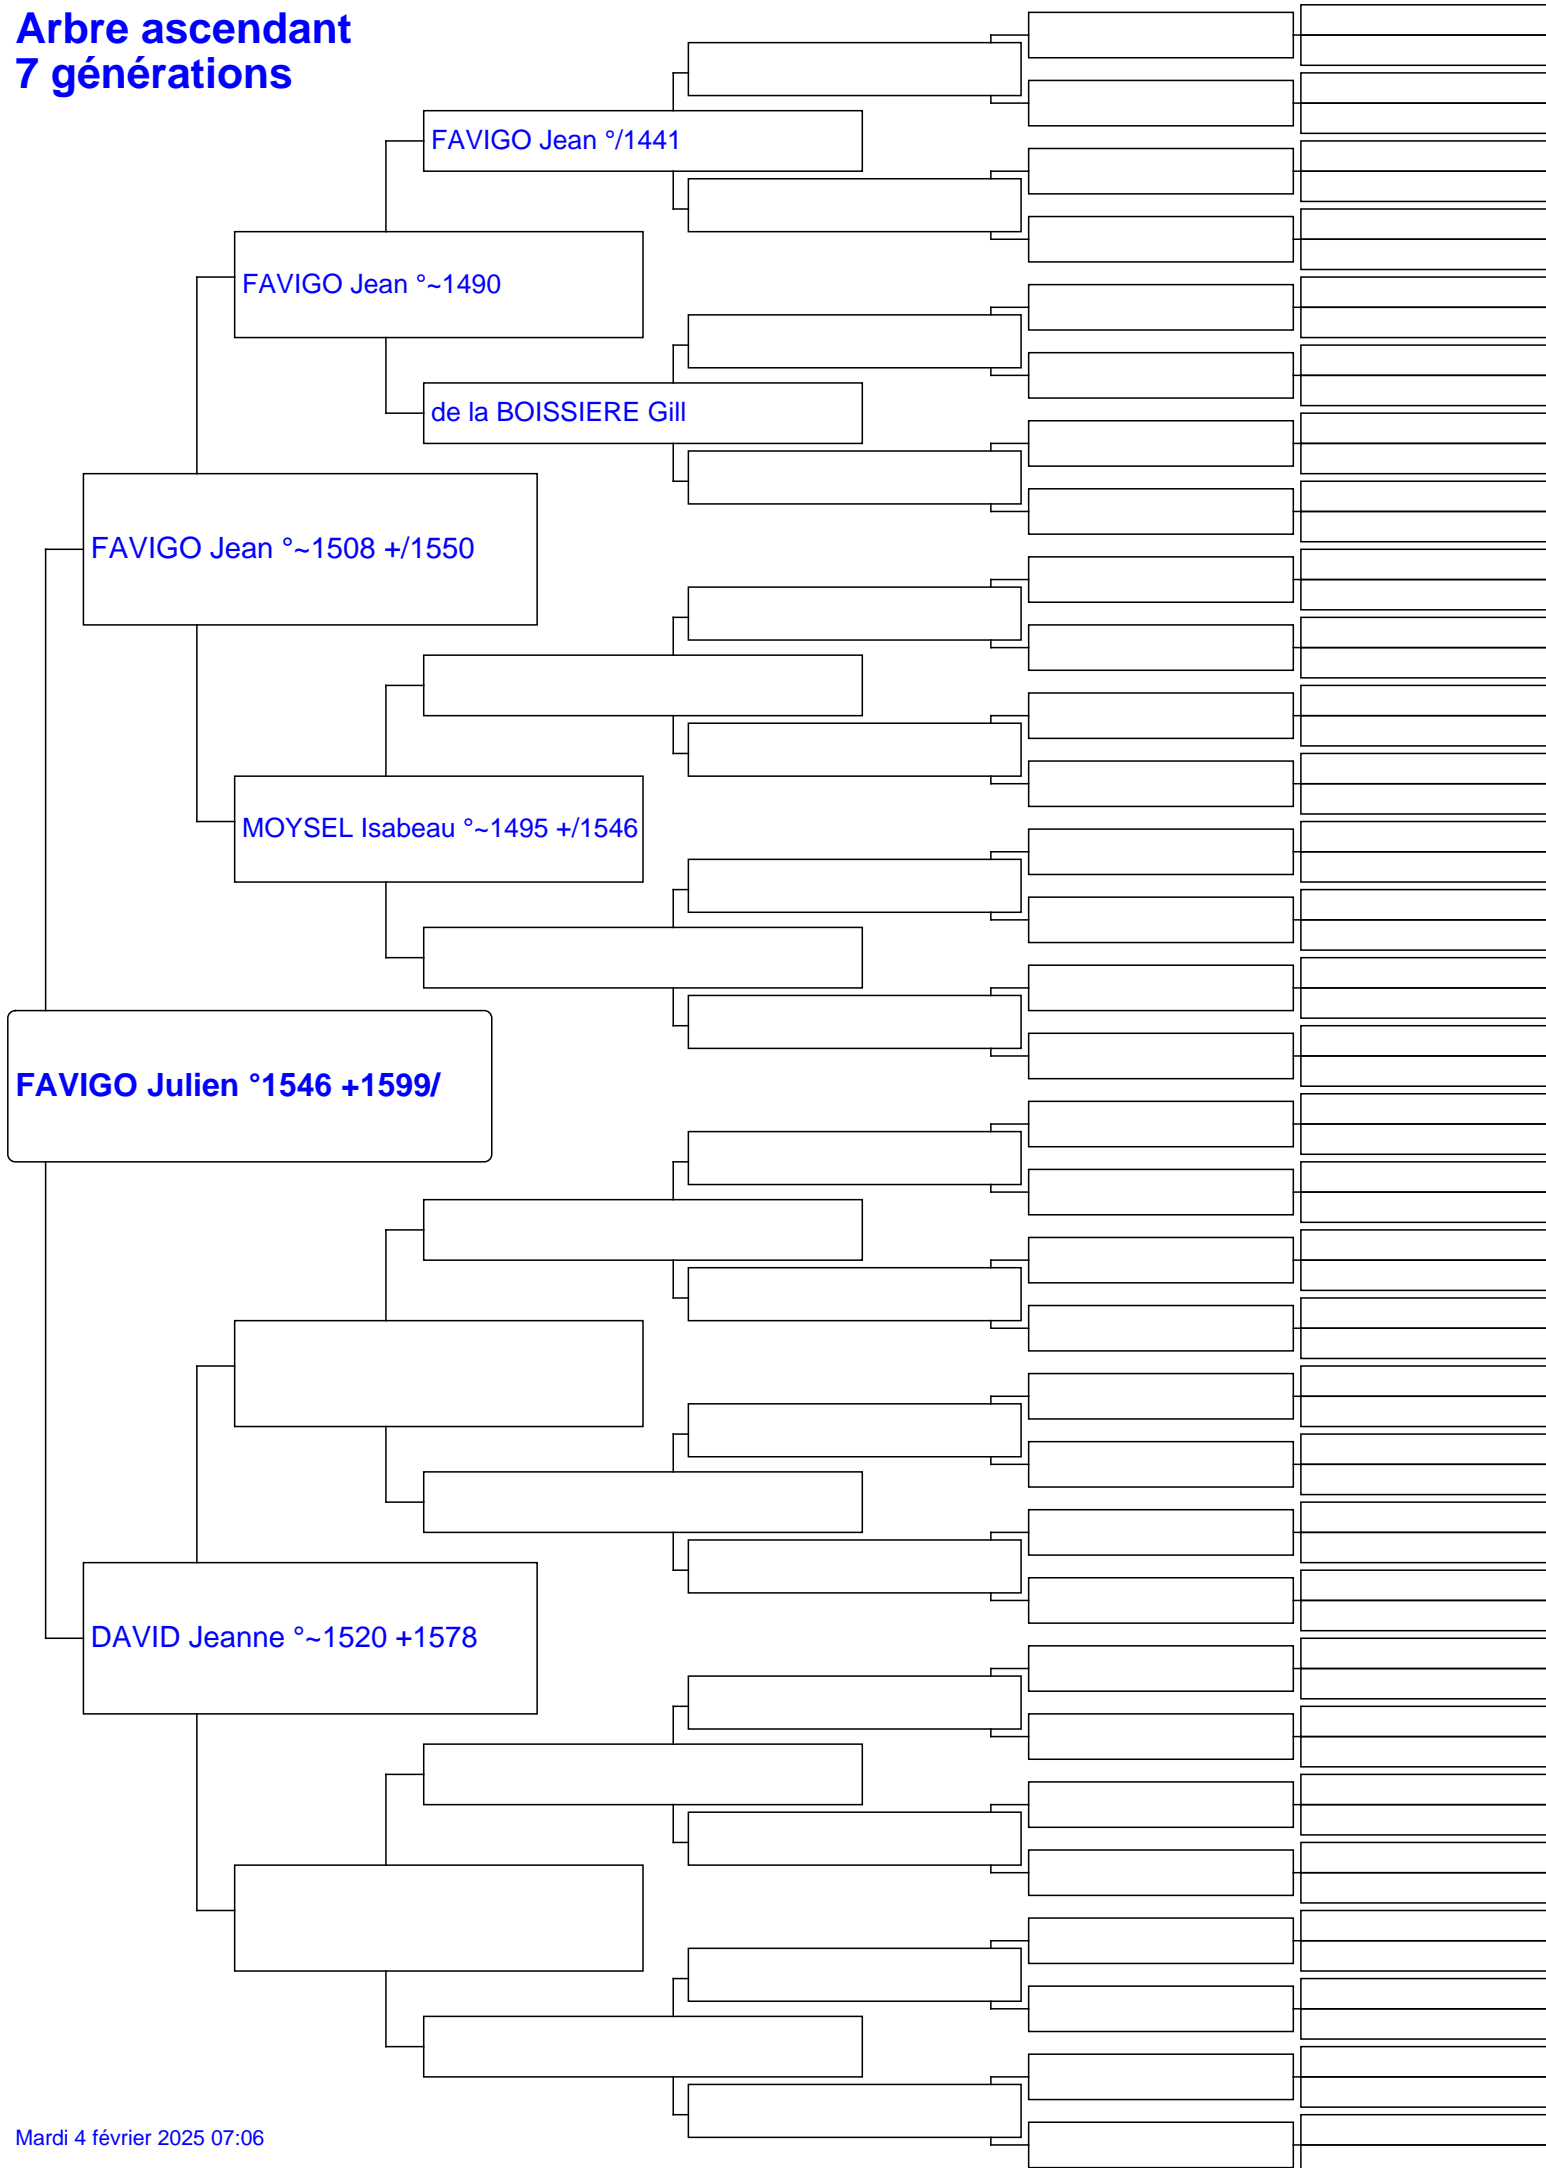 Arbre ascendant
7 générations
FAVIGO Jean °/1441
FAVIGO Jean °~1490
de la BOISSIERE Gill
FAVIGO Jean °~1508 +/1550
MOYSEL Isabeau °~1495 +/1546
FAVIGO Julien °1546 +1599/
DAVID Jeanne °~1520 +1578
Mardi 4 février 2025 07:06